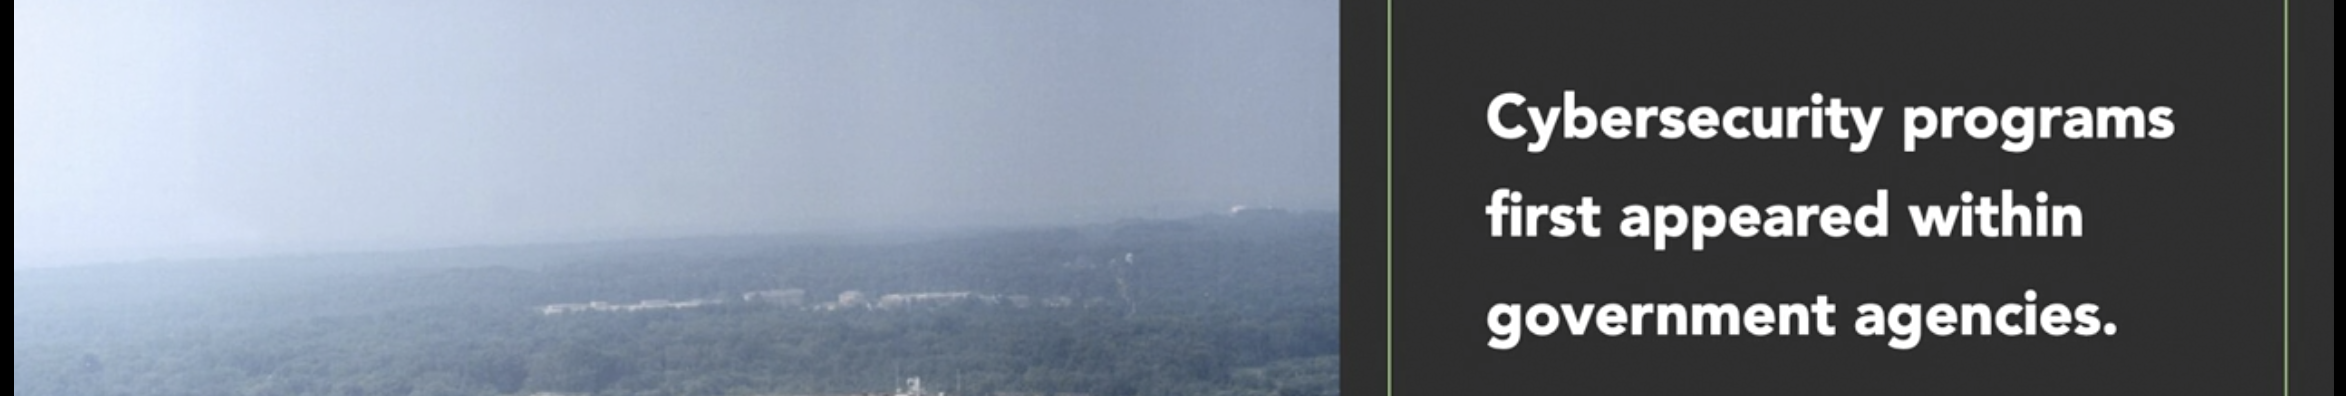 Cybersecurity programs
first appeared within
government agencies.